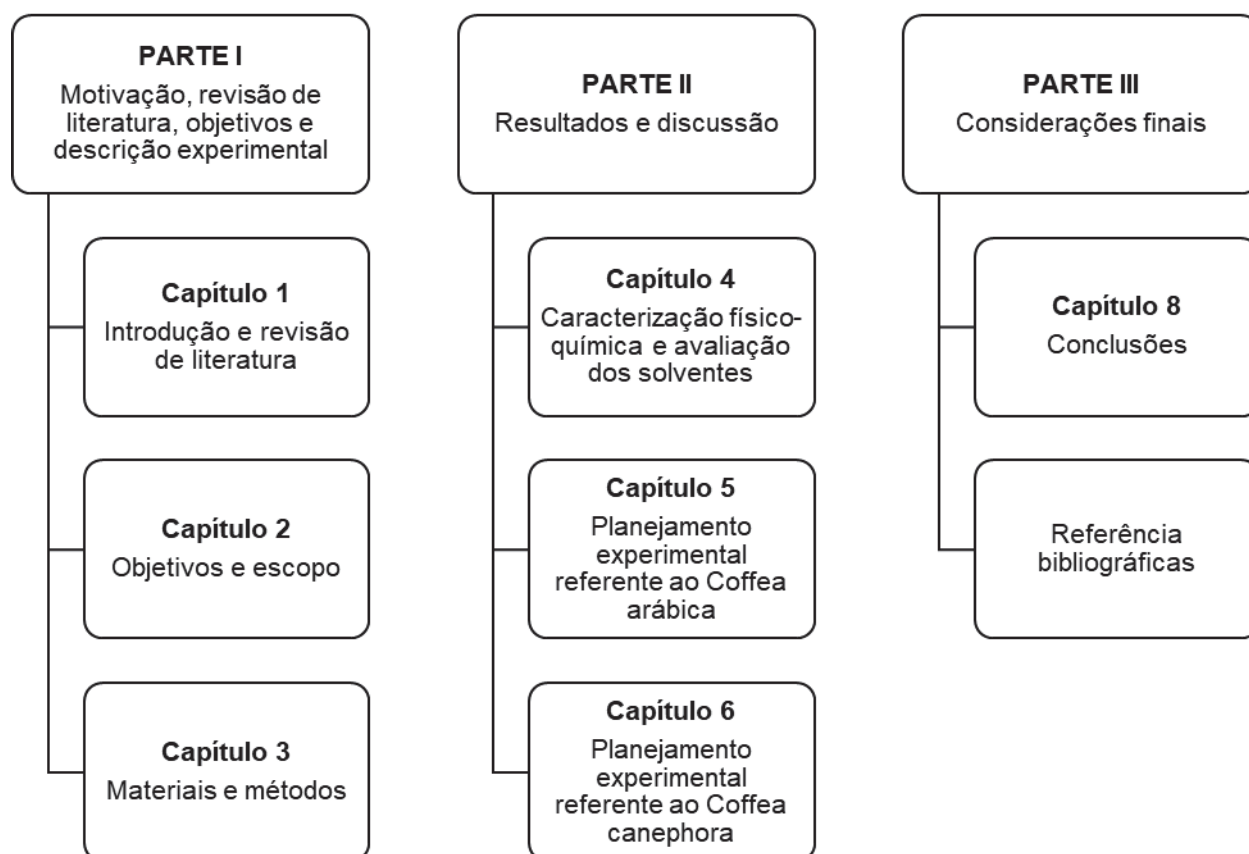 PARTE I
Motivação, revisão de
literatura, objetivos e
descrição experimental
Capítulo 1
Introdução e revisão
de literatura
Capítulo 2
Objetivos e escopo
Capítulo 3
Materiais e métodos
PARTE II
Resultados e discussão
Capítulo 4
Caracterização físico-
química e avaliação
dos solventes
Capítulo 5
Planejamento
experimental
referente ao Coffea
arábica
Capítulo 6
Planejamento
experimental
referente ao Coffea
canephora
PARTE III
Considerações finais
Capítulo 8
Conclusões
Referência
bibliográficas